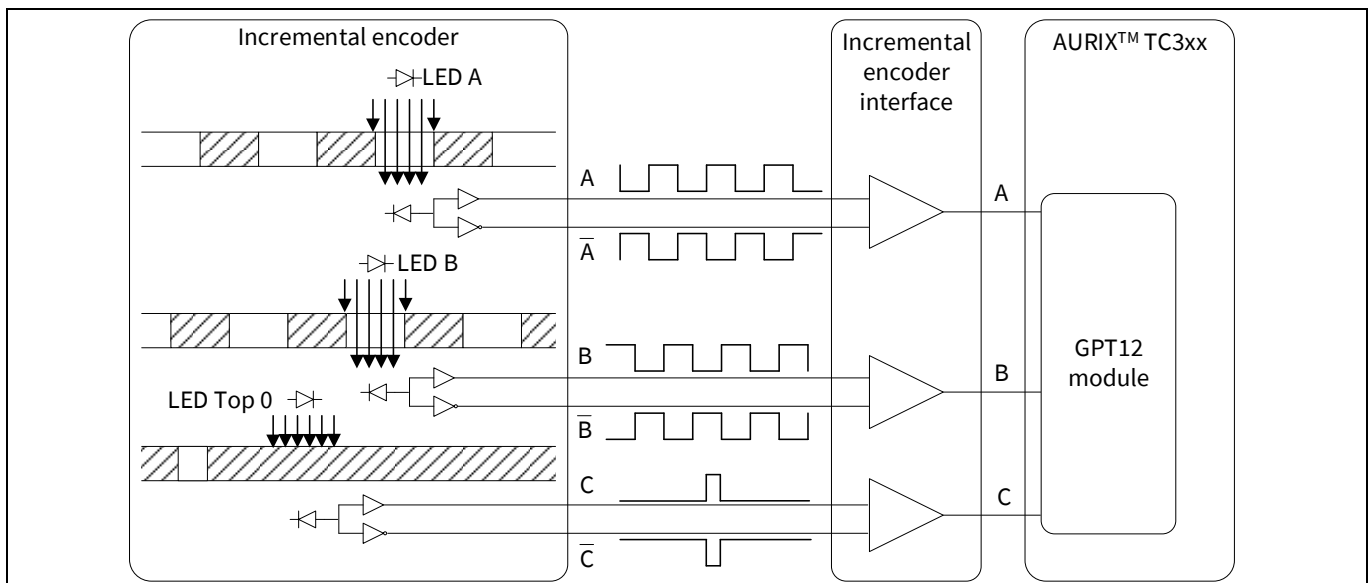 Incremental encoder
LED A
LED B
LED Top 0
A
A̅
B
B̅
C
C̅
Incremental
encoder
interface
A
B
C
AURIX™ TC3xx
GPT12
module